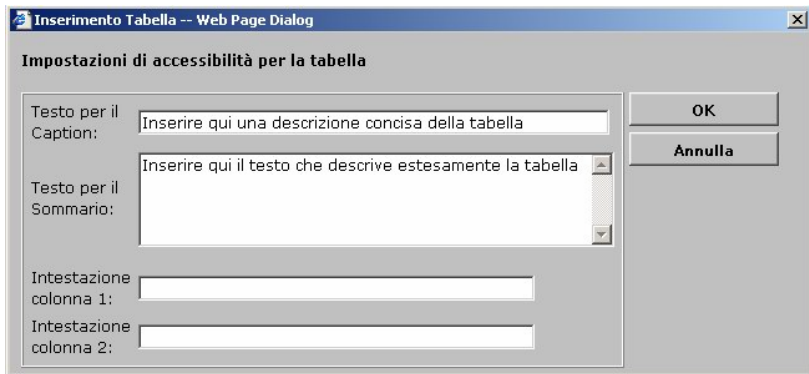 Inserimento Tabella -- Web Page Dialog
Impostazioni di accessibilità per la tabella
Testo per il
Caption:
Inserire qui una descrizione concisa della tabella
OK
Annulla
Testo per il
Sommario:
Inserire qui il testo che descrive estesamente la tabella
Intestazione
colonna 1:
Intestazione
colonna 2: